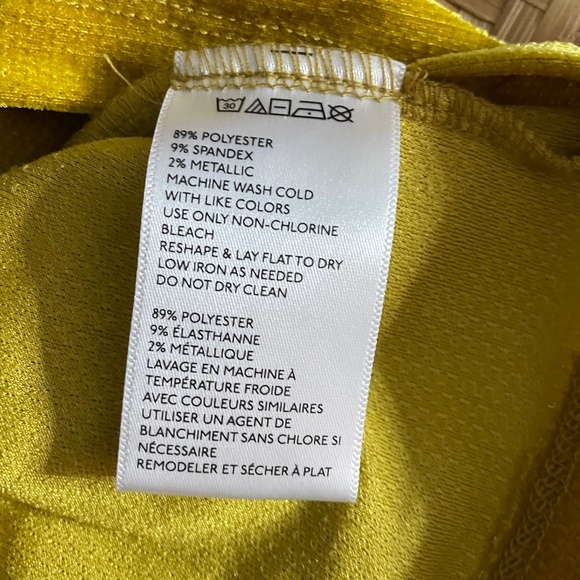 30
89% POLYESTER
9% SPANDEX
2% METALLIC
MACHINE WASH COLD
WITH LIKE COLORS
USE ONLY NON-CHLORINE
BLEACH
RESHAPE & LAY FLAT TO DRY
LOW IRON AS NEEDED
DO NOT DRY CLEAN
89% POLYESTER
9% ÉLASTHANNE
2% MÉTALLIQUE
LAVAGE EN MACHINE À
TEMPÉRATURE FROIDE
AVEC COULEURS SIMILAIRES
UTILISER UN AGENT DE
BLANCHIMENT SANS CHLORE SI
NÉCESSAIRE
REMODELER ET SÉCHER À PLAT